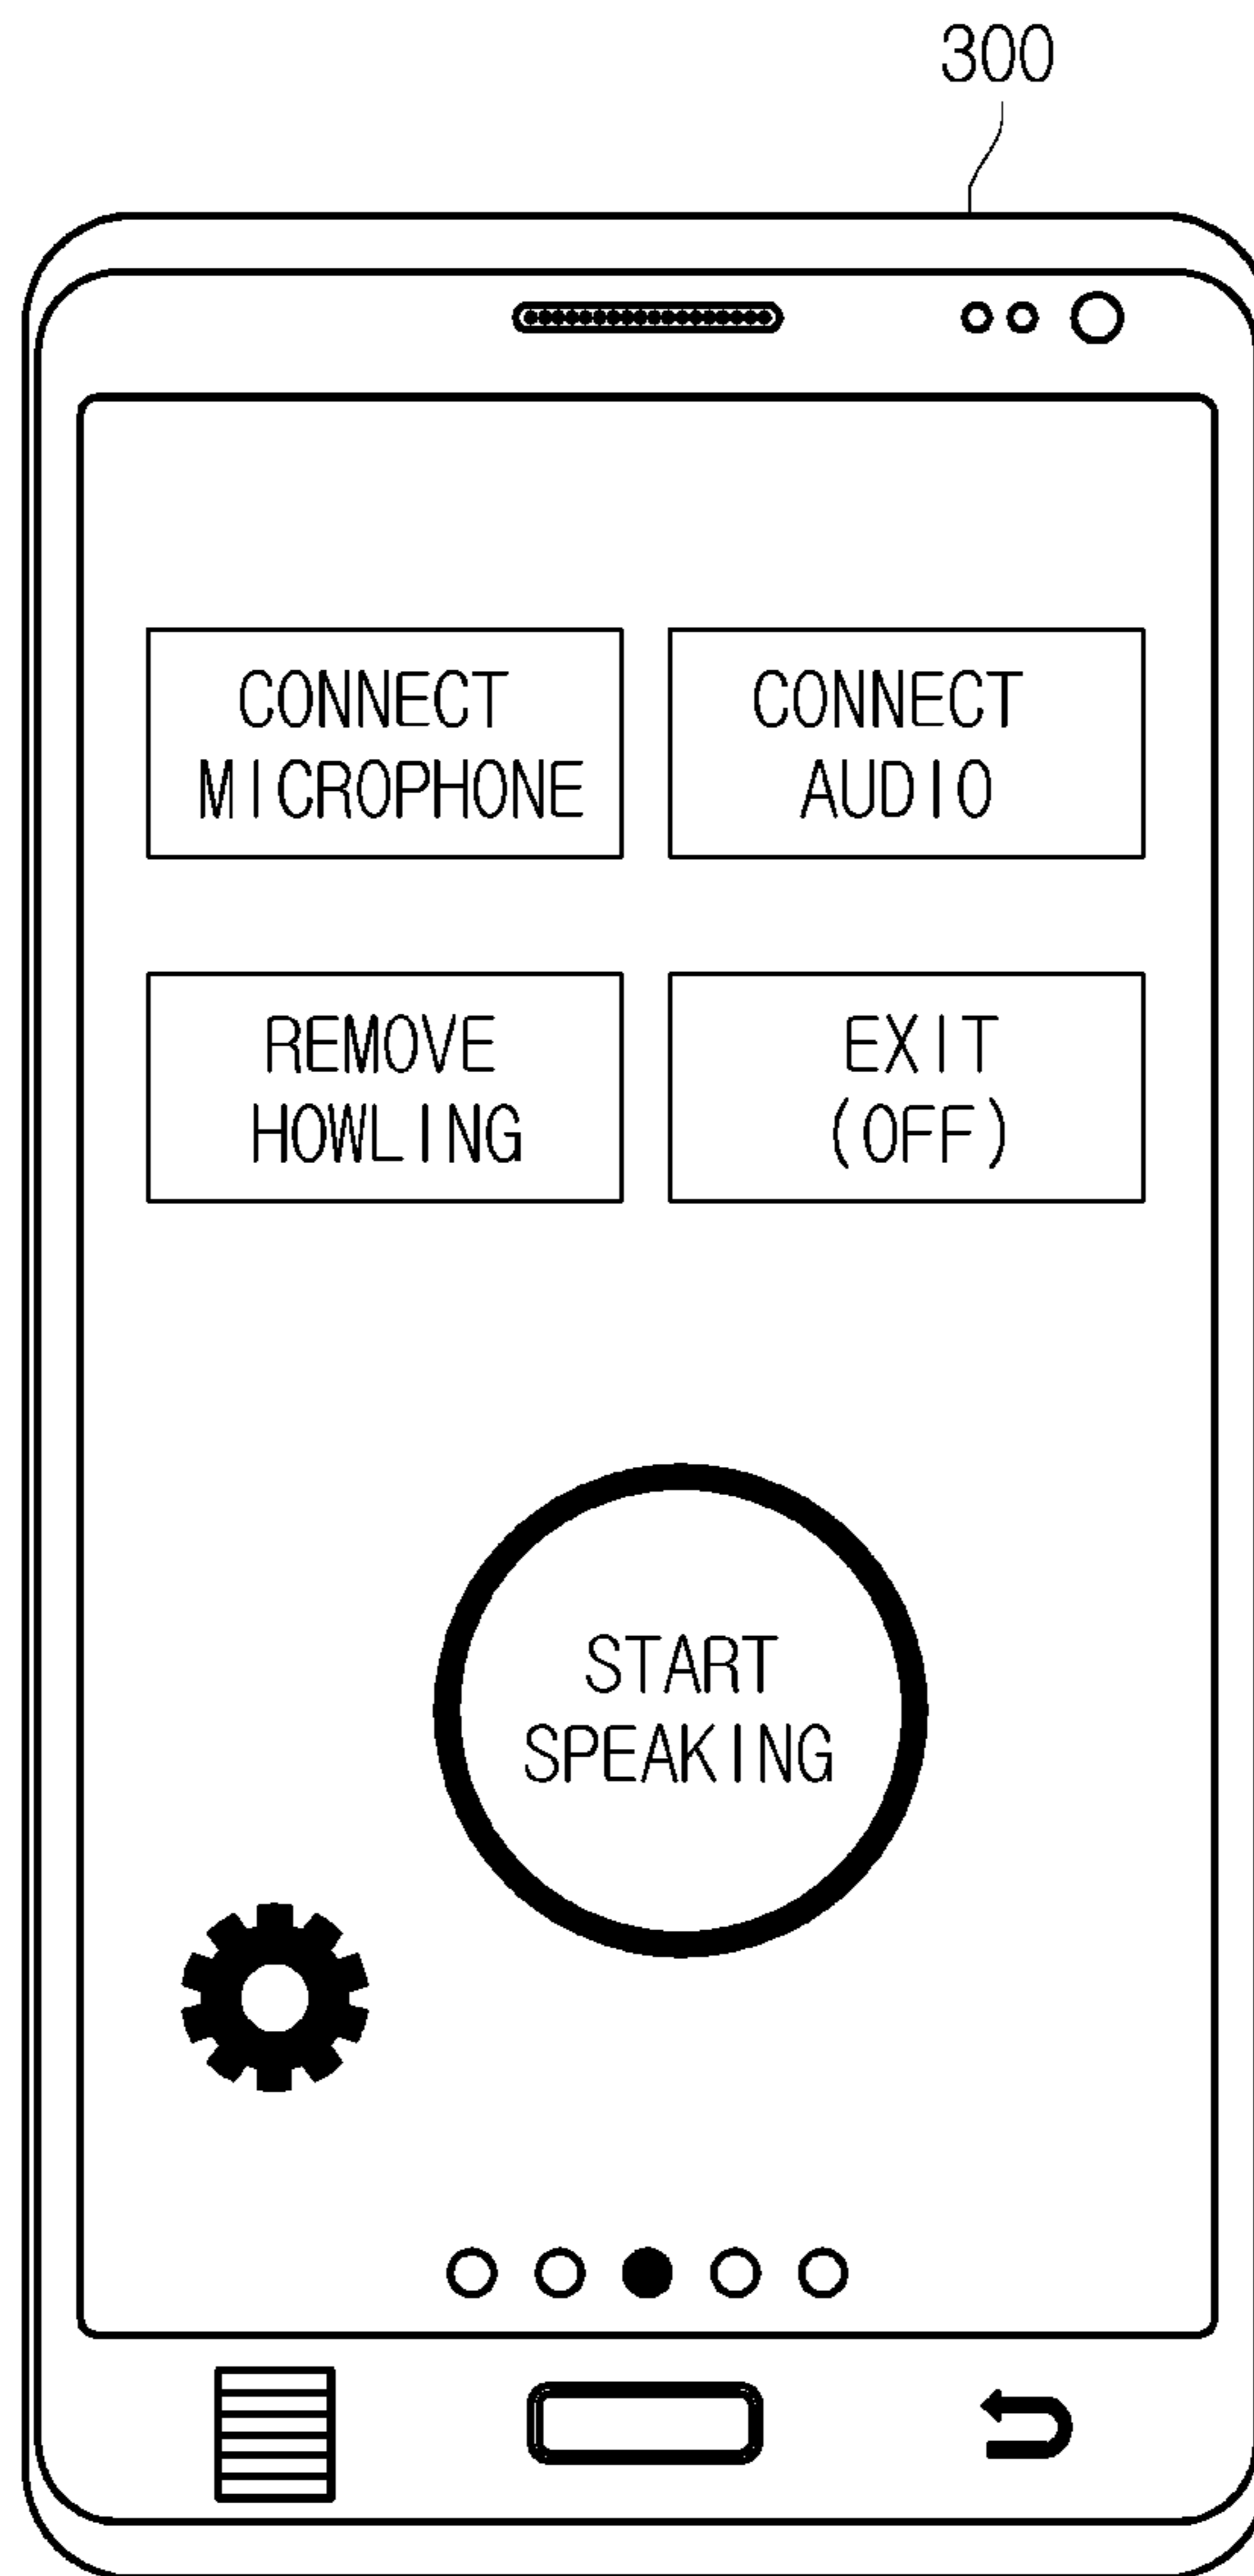 300
CONNECT
MICROPHONE
CONNECT
AUDIO
REMOVE
HOWLING
EXIT
(OFF)
START
SPEAKING